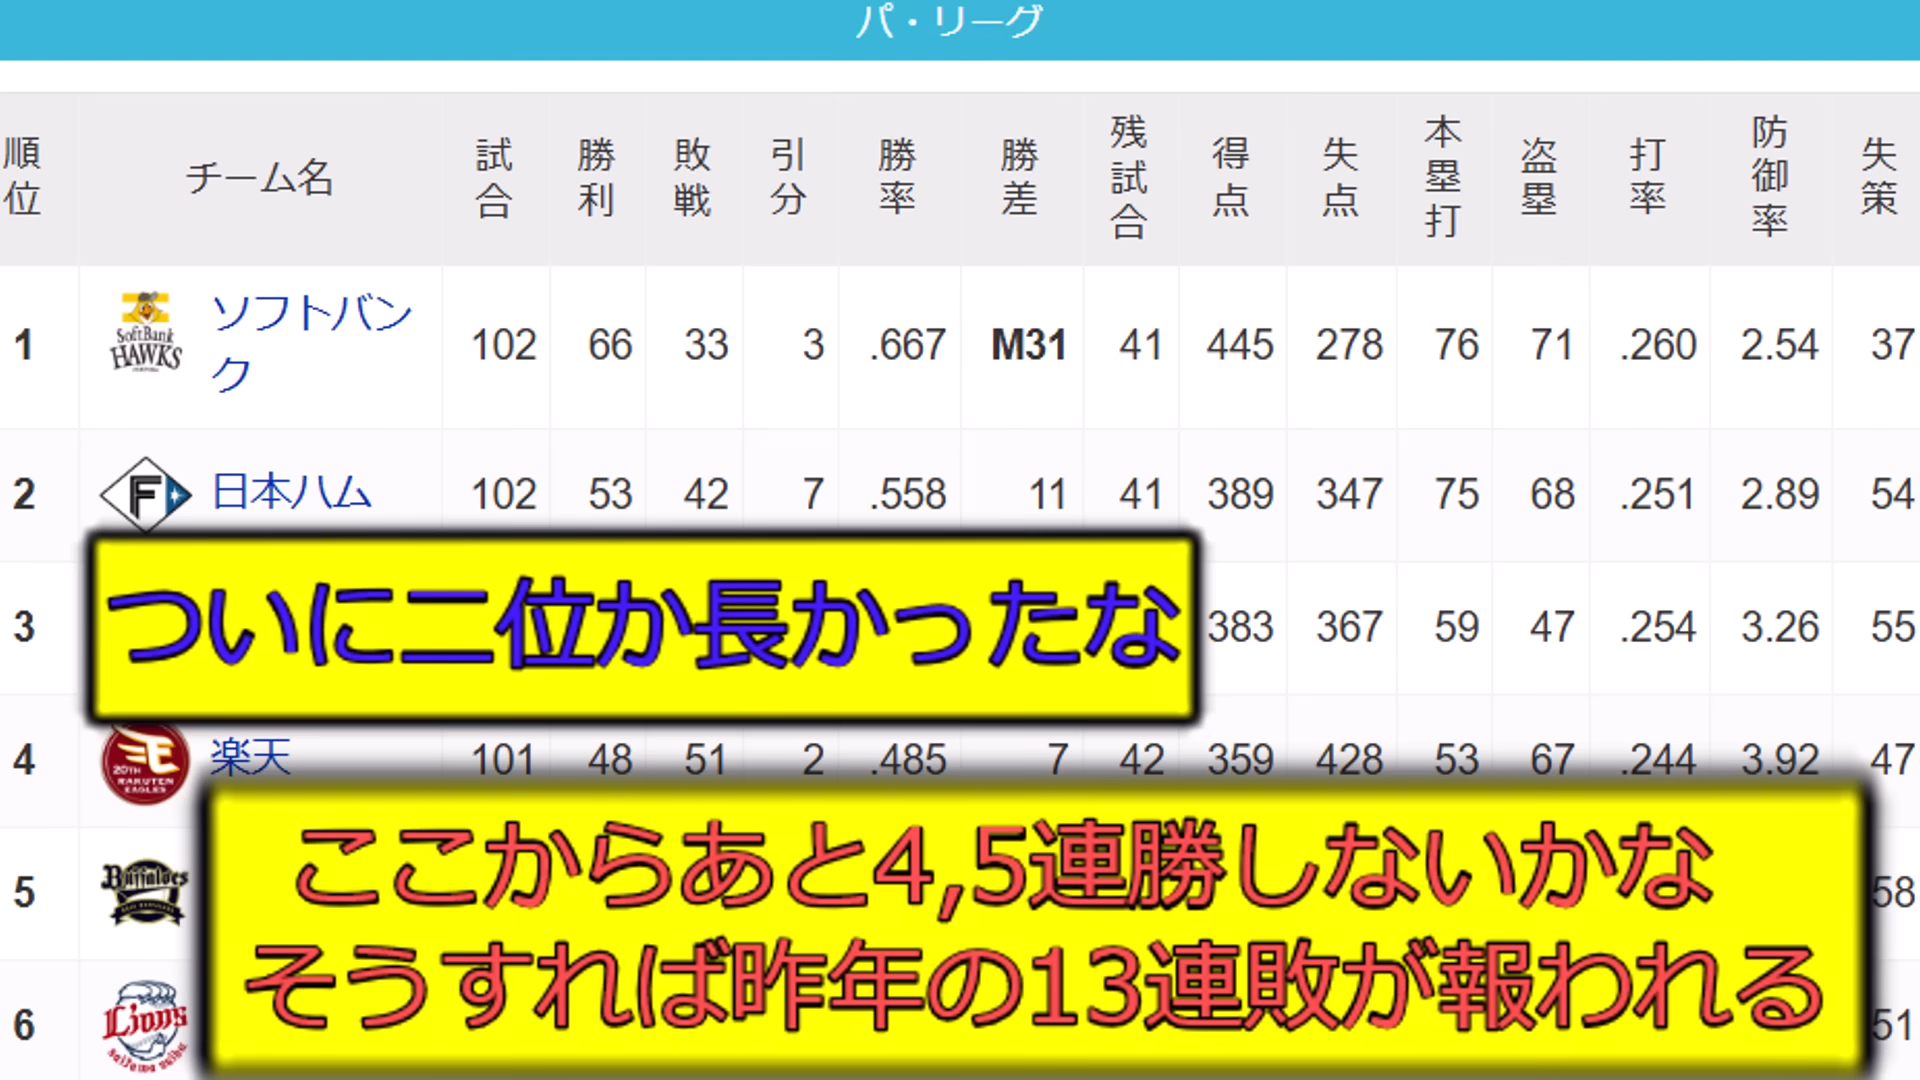 パ・リーグ
順位 チーム名 試合 勝利 敗戦 引分 勝率 勝差 残試合 得点 失点 本塁打 盗塁 打率 防御率 失策
1 SoftBank HAWKS ソフトバンク 102 66 33 3 .667 M31 41 445 278 76 71 .260 2.54 37
2 F 日本ハム 102 53 42 7 .558 11 41 389 347 75 68 .251 2.89 54
ついに二位か長かったな
3 383 367 59 47 .254 3.26 55
4 E 20TH RAKUTEN EAGLES 楽天 101 48 51 2 .485 7 42 359 428 53 67 .244 3.92 47
ここからあと4,5連勝しないかな
5 Buffaloes 58
そうすれば昨年の13連敗が報われる
6 Lions 51